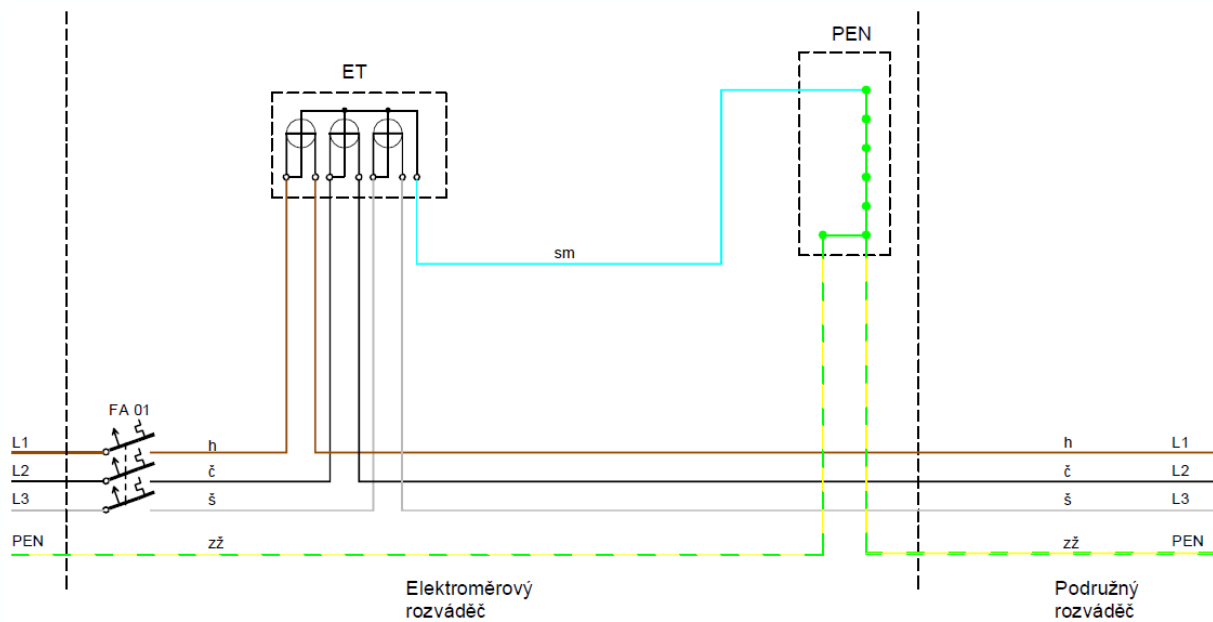 PEN
ET
sm
FA 01
L1 h h L1
L2 č č L2
L3 š š L3
PEN zž zž PEN
Elektroměrový
rozváděč
Podružný
rozváděč